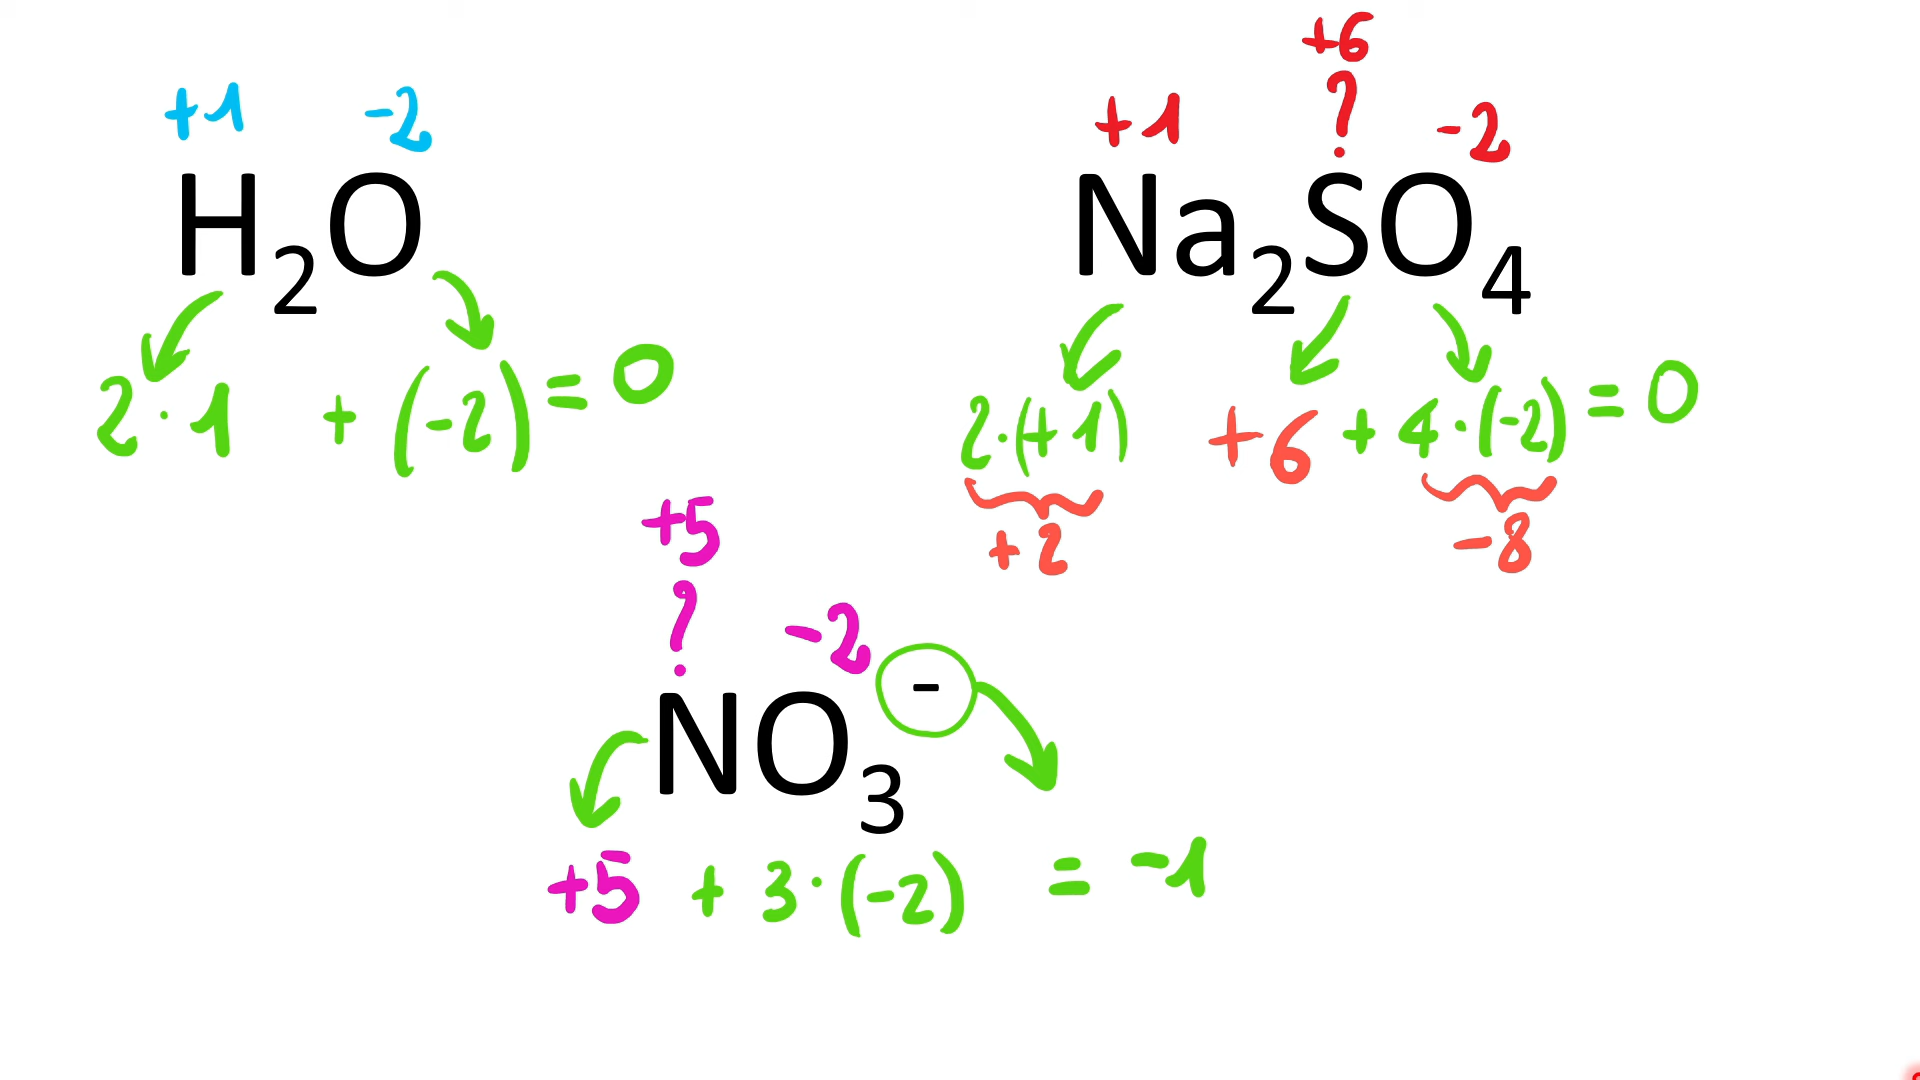 +1 -2
H₂O
2·1 + (-2) = 0
+6
+1 ? -2
Na₂SO₄
2·(+1) +6 + 4·(-2) = 0
+2 -8
+5
? -2
NO₃⁻
+5 + 3·(-2) = -1